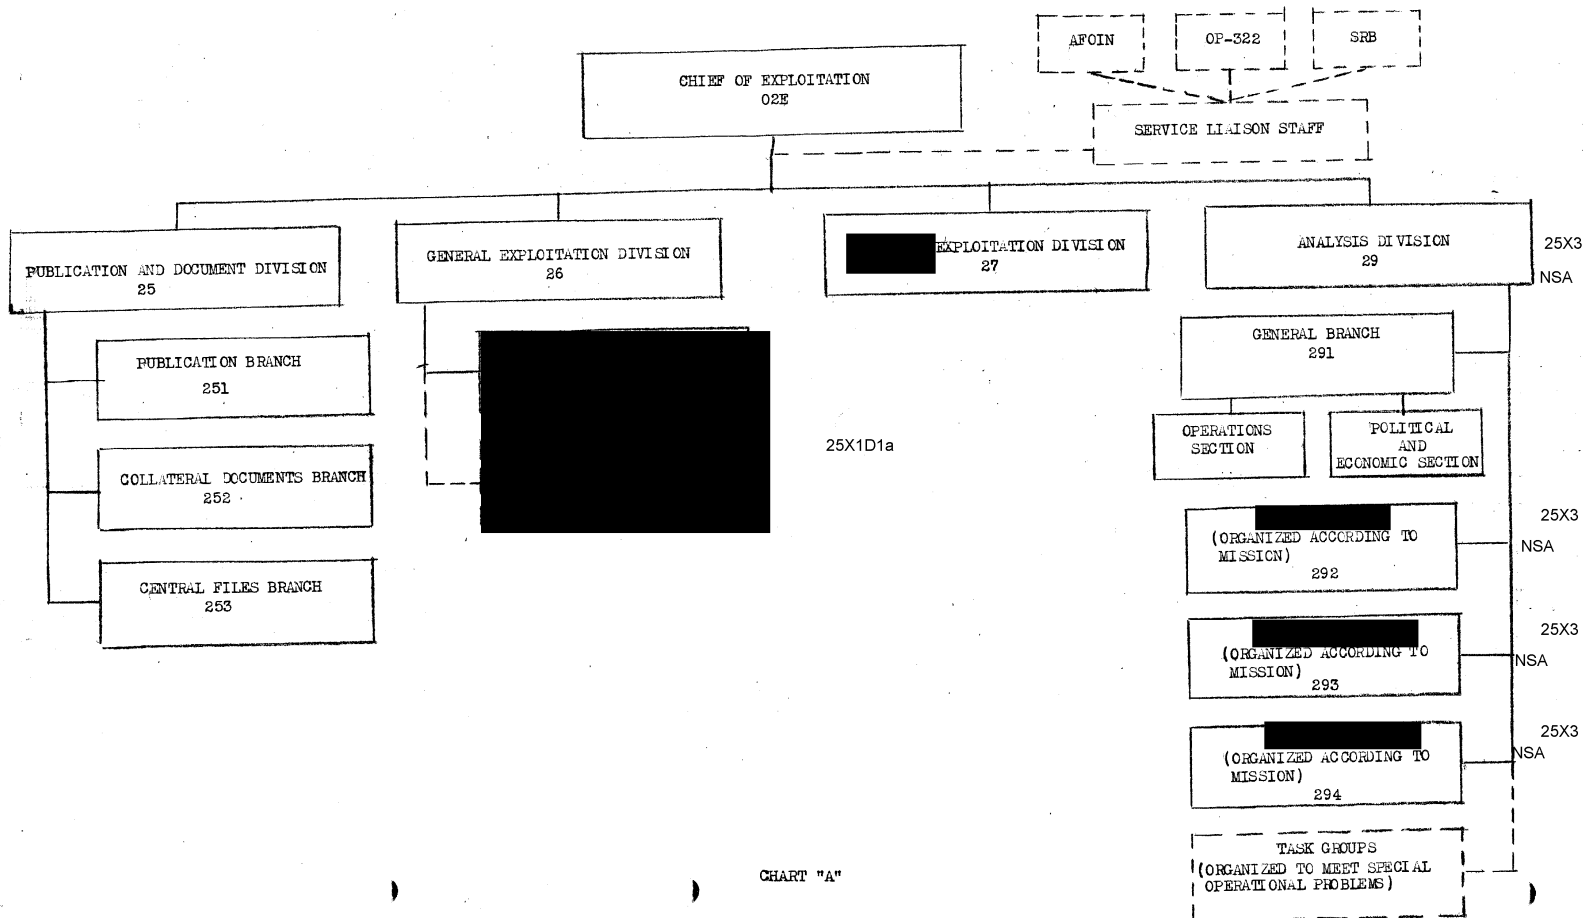 AFOIN
OP-322
SRB
CHIEF OF EXPLOITATION
02E
SERVICE LIAISON STAFF
PUBLICATION AND DOCUMENT DIVISION
25
GENERAL EXPLOITATION DIVISION
26
EXPLOITATION DIVISION
27
ANALYSIS DIVISION
29
25X3
NSA
PUBLICATION BRANCH
251
COLLATERAL DOCUMENTS BRANCH
252
CENTRAL FILES BRANCH
253
25X1D1a
GENERAL BRANCH
291
OPERATIONS
SECTION
POLITICAL
AND
ECONOMIC SECTION
(ORGANIZED ACCORDING TO
MISSION)
292
25X3
NSA
(ORGANIZED ACCORDING TO
MISSION)
293
25X3
NSA
(ORGANIZED ACCORDING TO
MISSION)
294
25X3
NSA
TASK GROUPS
(ORGANIZED TO MEET SPECIAL
OPERATIONAL PROBLEMS)
CHART "A"